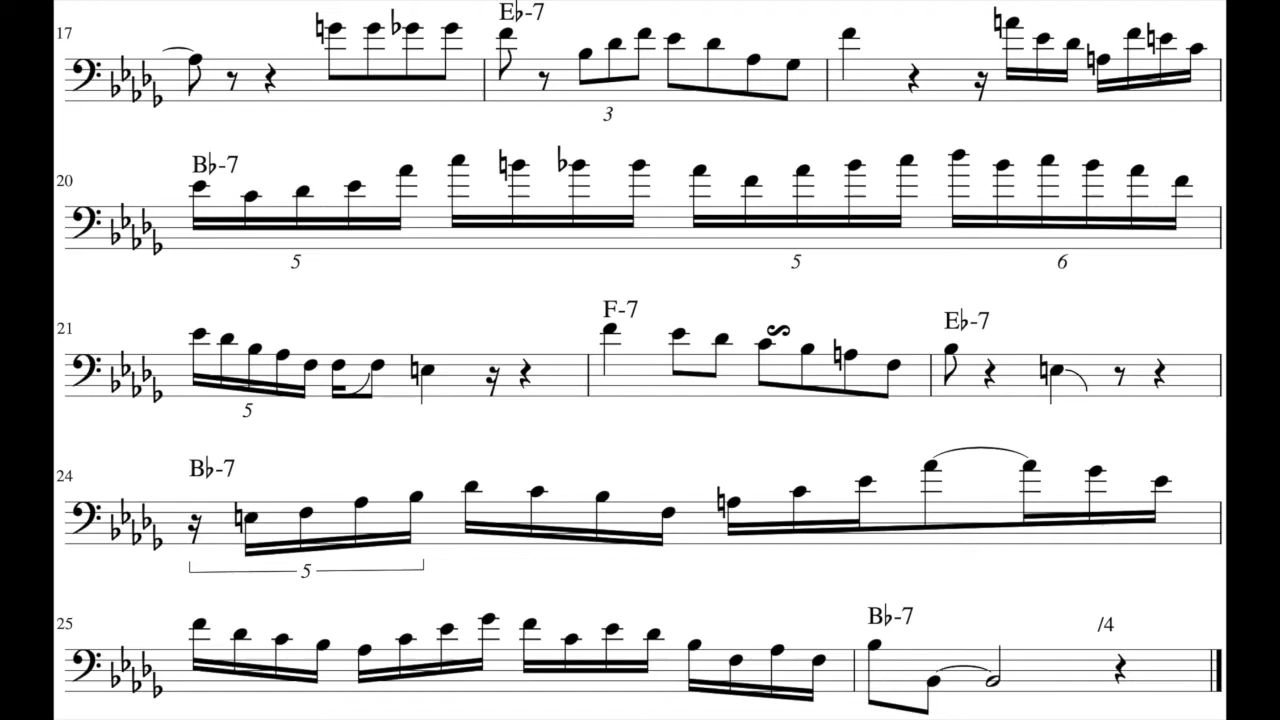 17 E♭-7
3
20 B♭-7
5 5 6
21 F-7 E♭-7
5
24 B♭-7
5
25 B♭-7 /4